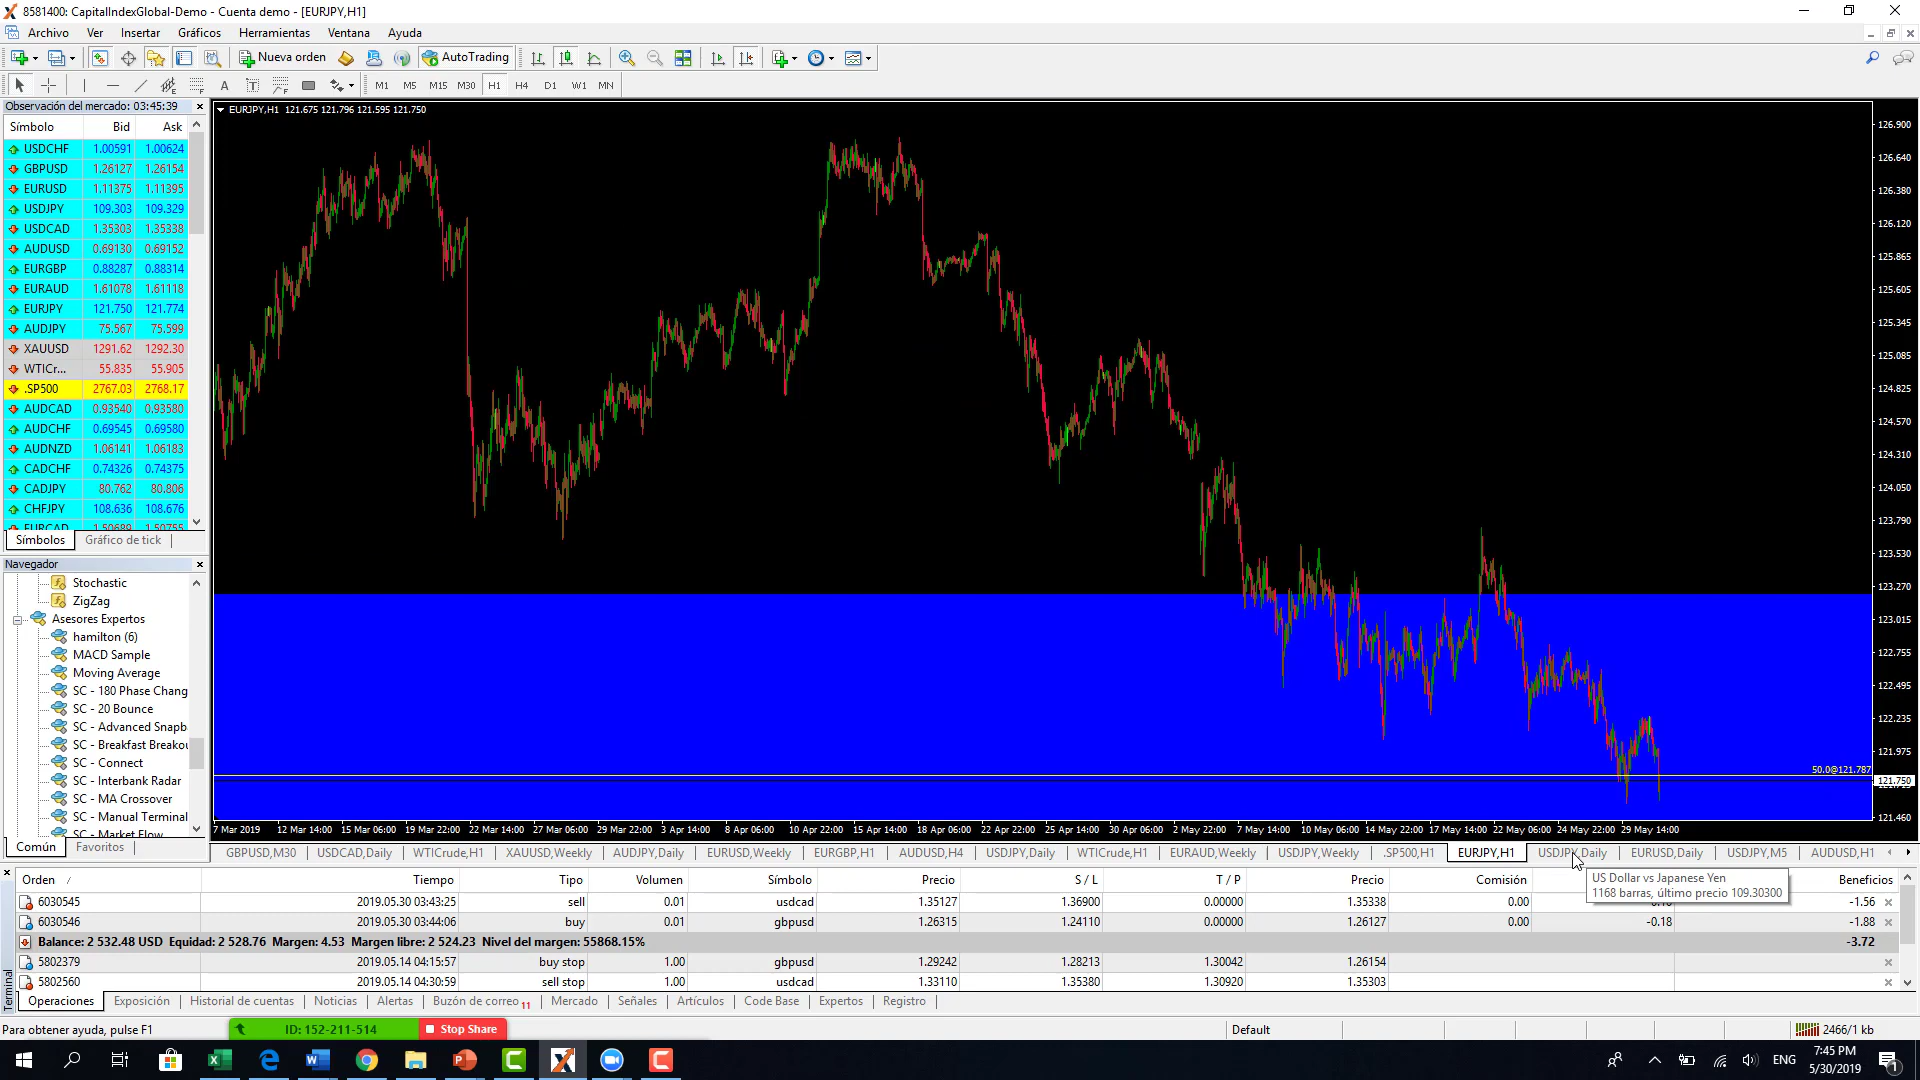 8581400: CapitalIndexGlobal-Demo - Cuenta demo - [EURJPY,H1]
Archivo Ver Insertar Gráficos Herramientas Ventana Ayuda
Nueva orden AutoTrading
A T M1 M5 M15 M30 H1 H4 D1 W1 MN
Observación del mercado: 03:45:39
Símbolo Bid Ask
USDCHF 1.00591 1.00624
GBPUSD 1.26127 1.26154
EURUSD 1.11375 1.11395
USDJPY 109.303 109.329
USDCAD 1.35303 1.35338
AUDUSD 0.69130 0.69152
EURGBP 0.88287 0.88314
EURAUD 1.61078 1.61118
EURJPY 121.750 121.774
AUDJPY 75.567 75.599
XAUUSD 1291.62 1292.30
WTICr... 55.835 55.905
.SP500 2767.03 2768.17
AUDCAD 0.93540 0.93580
AUDCHF 0.69545 0.69580
AUDNZD 1.06141 1.06183
CADCHF 0.74326 0.74375
CADJPY 80.762 80.806
CHFJPY 108.636 108.676
EURCAD 1.50689 1.50755
Símbolos Gráfico de tick
Navegador
Stochastic
ZigZag
Asesores Expertos
hamilton (6)
MACD Sample
Moving Average
SC - 180 Phase Chang
SC - 20 Bounce
SC - Advanced Snapb
SC - Breakfast Breakou
SC - Connect
SC - Interbank Radar
SC - MA Crossover
SC - Manual Terminal
SC - Market Flow
Común Favoritos
EURJPY,H1 121.675 121.796 121.595 121.750
126.900
126.640
126.380
126.120
125.865
125.605
125.345
125.085
124.825
124.570
124.310
124.050
123.790
123.530
123.270
123.015
122.755
122.495
122.235
121.975
50.0@121.787
121.750
121.460
7 Mar 2019 12 Mar 14:00 15 Mar 06:00 19 Mar 22:00 22 Mar 14:00 27 Mar 06:00 29 Mar 22:00 3 Apr 14:00 8 Apr 06:00 10 Apr 22:00 15 Apr 14:00 18 Apr 06:00 22 Apr 22:00 25 Apr 14:00 30 Apr 06:00 2 May 22:00 7 May 14:00 10 May 06:00 14 May 22:00 17 May 14:00 22 May 06:00 24 May 22:00 29 May 14:00
GBPUSD,M30 USDCAD,Daily WTICrude,H1 XAUUSD,Weekly AUDJPY,Daily EURUSD,Weekly EURGBP,H1 AUDUSD,H4 USDJPY,Daily WTICrude,H1 EURAUD,Weekly USDJPY,Weekly .SP500,H1 EURJPY,H1 USDJPY,Daily EURUSD,Daily USDJPY,M5 AUDUSD,H1
US Dollar vs Japanese Yen
1168 barras, último precio 109.30300
Orden / Tiempo Tipo Volumen Símbolo Precio S / L T / P Precio Comisión Beneficios
6030545 2019.05.30 03:43:25 sell 0.01 usdcad 1.35127 1.36900 0.00000 1.35338 0.00 -1.56
6030546 2019.05.30 03:44:06 buy 0.01 gbpusd 1.26315 1.24110 0.00000 1.26127 0.00 -0.18 -1.88
Balance: 2 532.48 USD Equidad: 2 528.76 Margen: 4.53 Margen libre: 2 524.23 Nivel del margen: 55868.15% -3.72
5802379 2019.05.14 04:15:57 buy stop 1.00 gbpusd 1.29242 1.28213 1.30042 1.26154
5802560 2019.05.14 04:30:59 sell stop 1.00 usdcad 1.33110 1.35380 1.30920 1.35303
Terminal
Operaciones Exposición Historial de cuentas Noticias Alertas Buzón de correo 11 Mercado Señales Artículos Code Base Expertos Registro
Para obtener ayuda, pulse F1 ID: 152-211-514 Stop Share Default 2466/1 kb
ENG 7:45 PM
5/30/2019
1